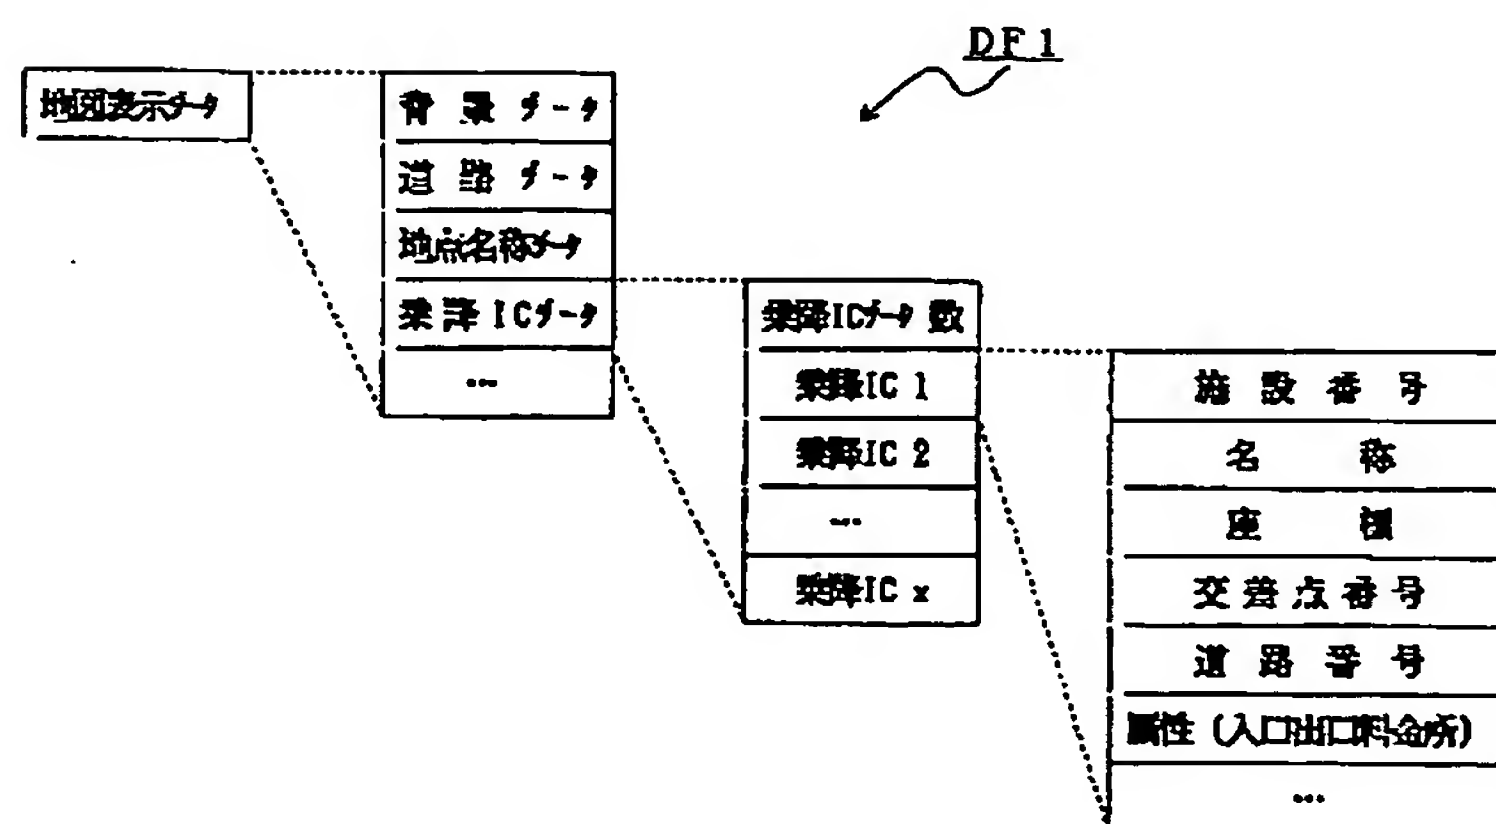 DF1
地図表示データ
背景データ
道路データ
地点名称データ
乗降ICデータ
…
乗降ICデータ数
乗降IC 1
乗降IC 2
…
乗降IC x
施設番号
名称
座標
交差点番号
道路番号
属性(入口出口料金所)
…